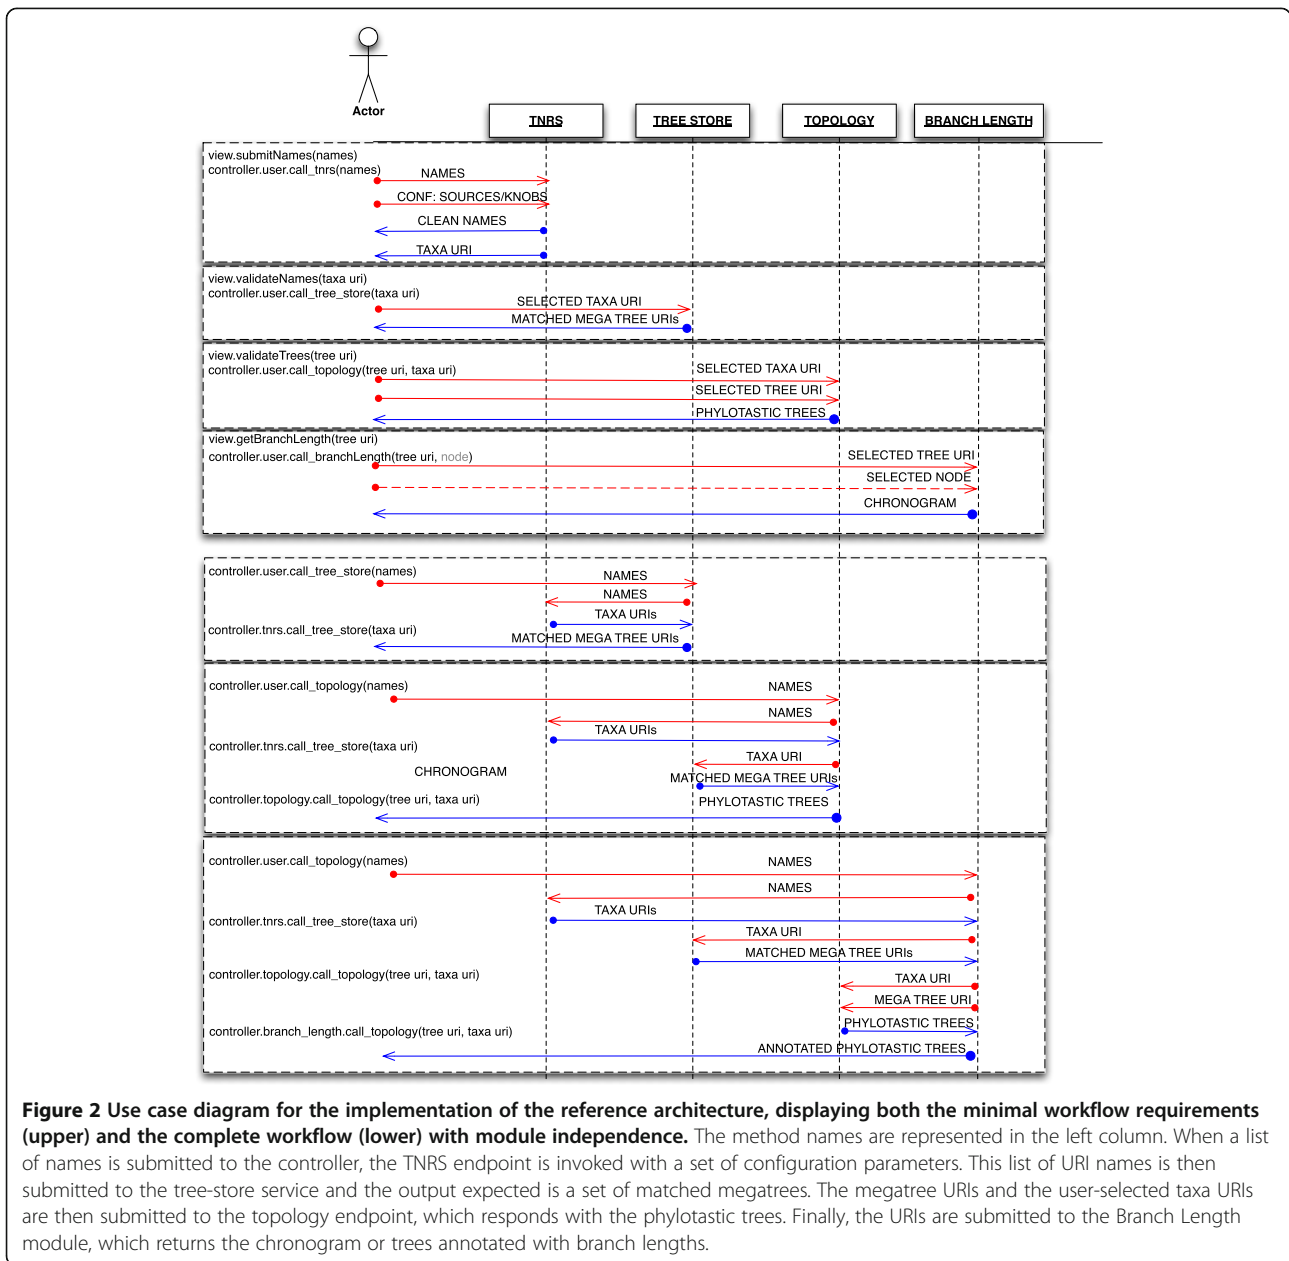 Actor
TNRS
TREE STORE
TOPOLOGY
BRANCH LENGTH
view.submitNames(names)
controller.user.call_tnrs(names)
NAMES
CONF: SOURCES/KNOBS
CLEAN NAMES
TAXA URI
view.validateNames(taxa uri)
controller.user.call_tree_store(taxa uri)
SELECTED TAXA URI
MATCHED MEGA TREE URIs
view.validateTrees(tree uri)
controller.user.call_topology(tree uri, taxa uri)
SELECTED TAXA URI
SELECTED TREE URI
PHYLOTASTIC TREES
view.getBranchLength(tree uri)
controller.user.call_branchLength(tree uri, node)
SELECTED TREE URI
SELECTED NODE
CHRONOGRAM
controller.user.call_tree_store(names)
NAMES
NAMES
TAXA URIs
controller.tnrs.call_tree_store(taxa uri)
MATCHED MEGA TREE URIs
controller.user.call_topology(names)
NAMES
NAMES
TAXA URIs
controller.tnrs.call_tree_store(taxa uri)
TAXA URI
CHRONOGRAM
MATCHED MEGA TREE URIs
controller.topology.call_topology(tree uri, taxa uri)
PHYLOTASTIC TREES
controller.user.call_topology(names)
NAMES
NAMES
TAXA URIs
controller.tnrs.call_tree_store(taxa uri)
TAXA URI
MATCHED MEGA TREE URIs
controller.topology.call_topology(tree uri, taxa uri)
TAXA URI
MEGA TREE URI
PHYLOTASTIC TREES
controller.branch_length.call_topology(tree uri, taxa uri)
ANNOTATED PHYLOTASTIC TREES
Figure 2 Use case diagram for the implementation of the reference architecture, displaying both the minimal workflow requirements
(upper) and the complete workflow (lower) with module independence. The method names are represented in the left column. When a list
of names is submitted to the controller, the TNRS endpoint is invoked with a set of configuration parameters. This list of URI names is then
submitted to the tree-store service and the output expected is a set of matched megatrees. The megatree URIs and the user-selected taxa URIs
are then submitted to the topology endpoint, which responds with the phylotastic trees. Finally, the URIs are submitted to the Branch Length
module, which returns the chronogram or trees annotated with branch lengths.